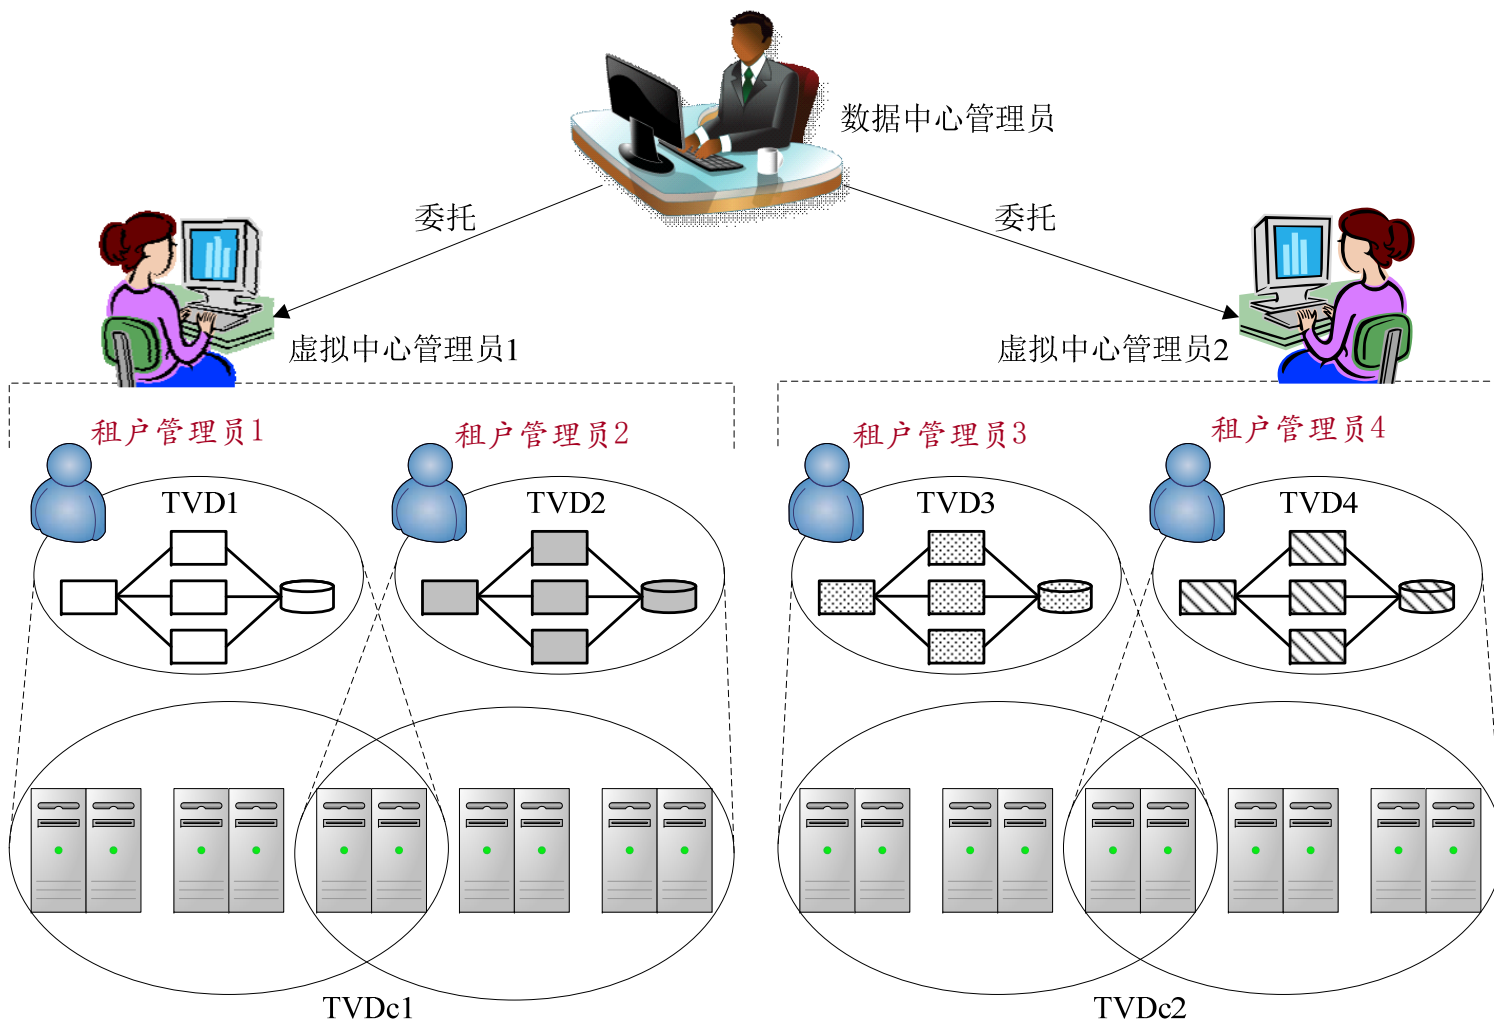 数据中心管理员
委托
委托
虚拟中心管理员1
虚拟中心管理员2
租户管理员1
租户管理员2
租户管理员3
租户管理员4
TVD1
TVD2
TVD3
TVD4
TVDc1
TVDc2